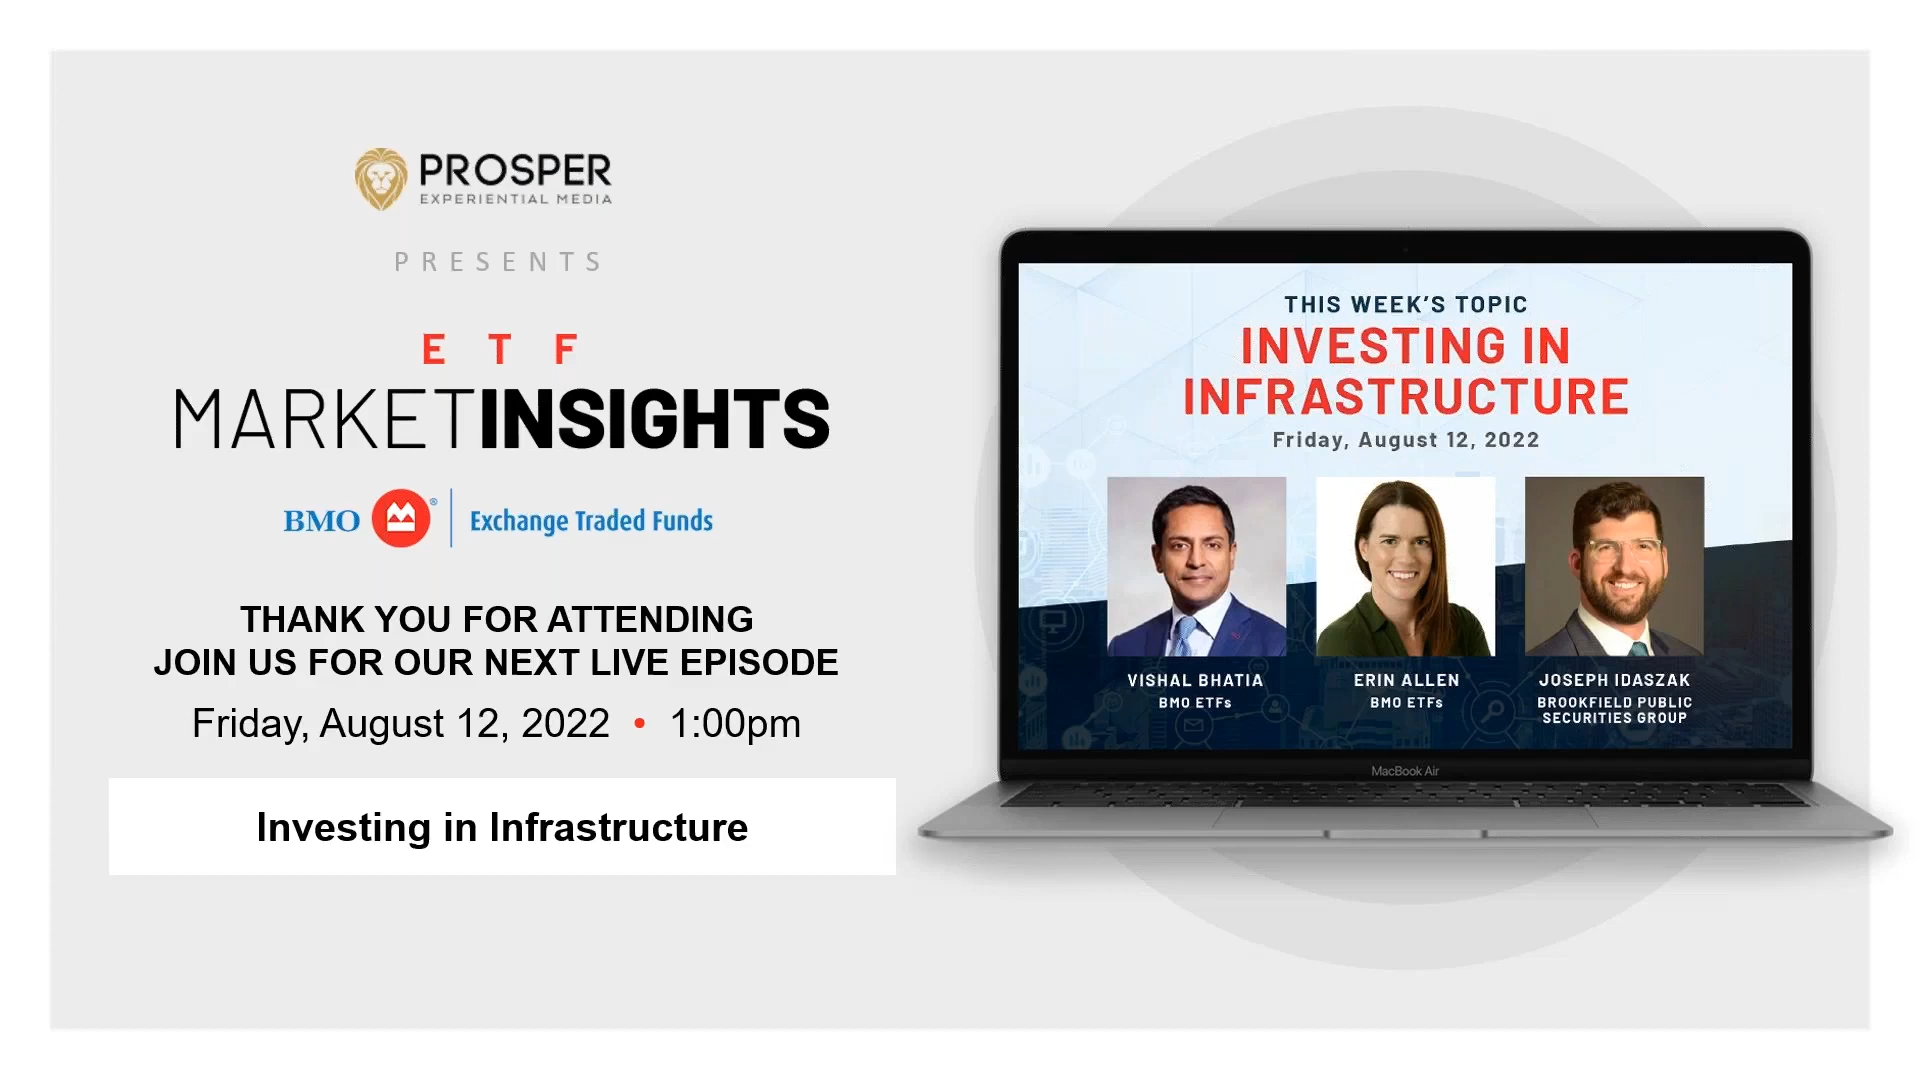 PROSPER
EXPERIENTIAL MEDIA
PRESENTS
ETF
MARKETINSIGHTS
BMO ® Exchange Traded Funds
THANK YOU FOR ATTENDING
JOIN US FOR OUR NEXT LIVE EPISODE
Friday, August 12, 2022 • 1:00pm
Investing in Infrastructure
THIS WEEK'S TOPIC
INVESTING IN
INFRASTRUCTURE
Friday, August 12, 2022
VISHAL BHATIA
BMO ETFs
ERIN ALLEN
BMO ETFs
JOSEPH IDASZAK
BROOKFIELD PUBLIC
SECURITIES GROUP
MacBook Air